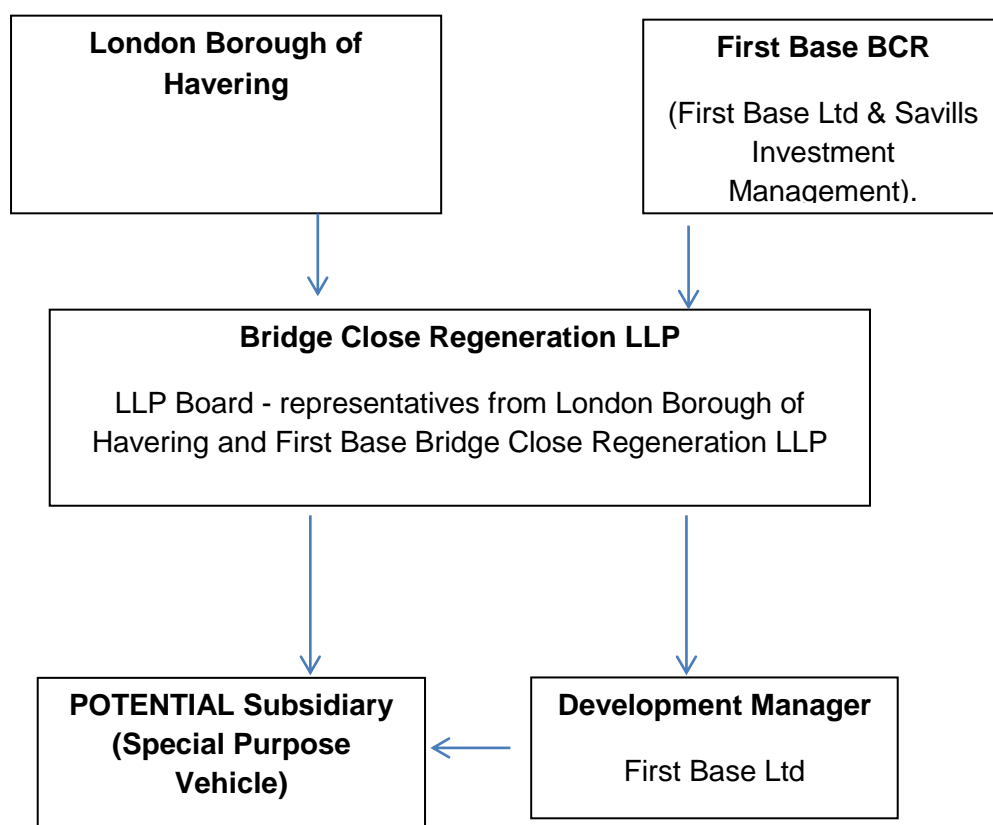 London Borough of
Havering
First Base BCR
(First Base Ltd & Savills
Investment
Management).
Bridge Close Regeneration LLP
LLP Board - representatives from London Borough of
Havering and First Base Bridge Close Regeneration LLP
POTENTIAL Subsidiary
(Special Purpose
Vehicle)
Development Manager
First Base Ltd